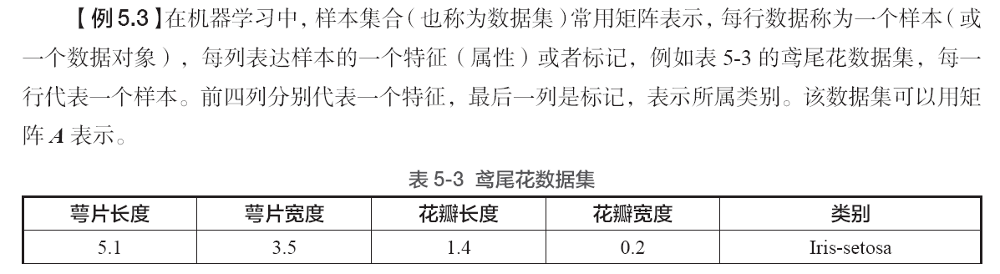 【例5.3】在机器学习中，样本集合（也称为数据集）常用矩阵表示，每行数据称为一个样本（或
一个数据对象），每列表达样本的一个特征（属性）或者标记，例如表 5-3 的鸢尾花数据集，每一
行代表一个样本。前四列分别代表一个特征，最后一列是标记，表示所属类别。该数据集可以用矩
阵 A 表示。
表 5-3 鸢尾花数据集
萼片长度 萼片宽度 花瓣长度 花瓣宽度 类别
5.1 3.5 1.4 0.2 Iris-setosa